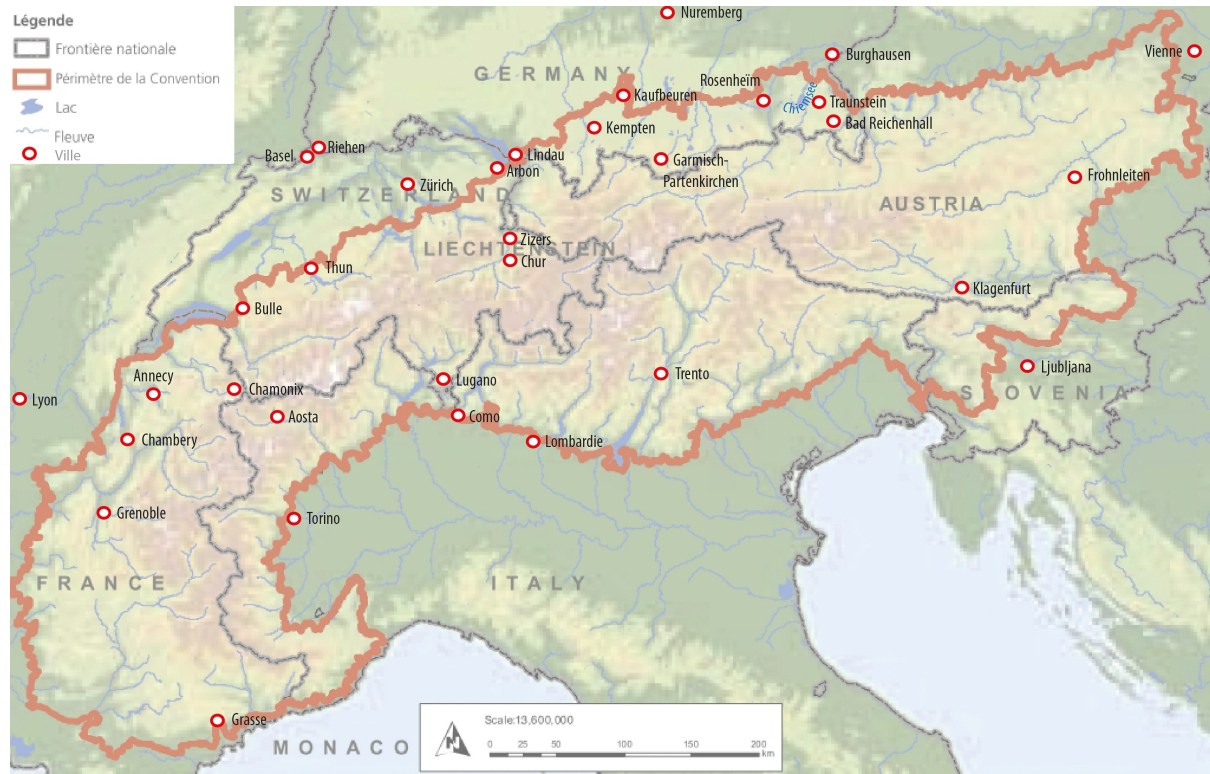 Légende
Frontière nationale
Périmètre de la Convention
Lac
Fleuve
Ville
Nuremberg
Burghausen
Vienne
GERMANY
Rosenheïm
Kaufbeuren
Chiemsee
Traunstein
Bad Reichenhall
Kempten
Riehen
Basel
Lindau
Arbon
Garmisch-
Partenkirchen
Zürich
SWITZERLAND
Frohnleiten
AUSTRIA
Zizers
LIECHTENSTEIN
Chur
Thun
Klagenfurt
Bulle
Annecy
Chamonix
Lugano
Trento
Ljubljana
SLOVENIA
Lyon
Aosta
Como
Chambery
Lombardie
Grenoble
Torino
FRANCE
ITALY
Grasse
MONACO
N
Scale:13,600,000
0 25 50 100 150 200
km